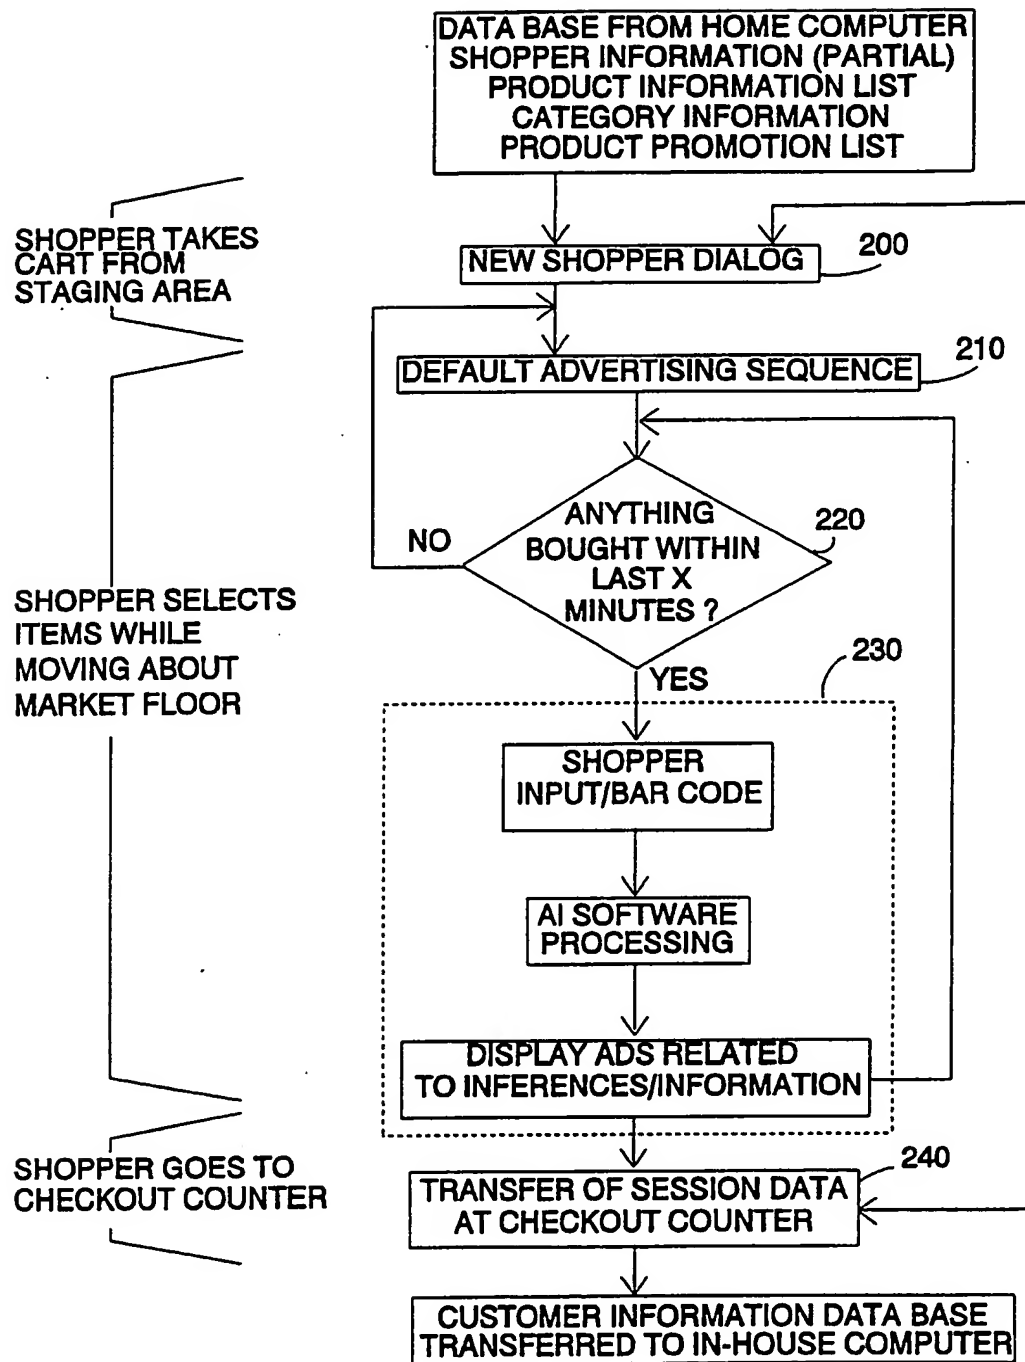 DATA BASE FROM HOME COMPUTER
SHOPPER INFORMATION (PARTIAL)
PRODUCT INFORMATION LIST
CATEGORY INFORMATION
PRODUCT PROMOTION LIST
SHOPPER TAKES
CART FROM
STAGING AREA
NEW SHOPPER DIALOG
200
DEFAULT ADVERTISING SEQUENCE
210
ANYTHING
BOUGHT WITHIN
LAST X
MINUTES ?
220
NO
YES
SHOPPER SELECTS
ITEMS WHILE
MOVING ABOUT
MARKET FLOOR
230
SHOPPER
INPUT/BAR CODE
AI SOFTWARE
PROCESSING
DISPLAY ADS RELATED
TO INFERENCES/INFORMATION
SHOPPER GOES TO
CHECKOUT COUNTER
240
TRANSFER OF SESSION DATA
AT CHECKOUT COUNTER
CUSTOMER INFORMATION DATA BASE
TRANSFERRED TO IN-HOUSE COMPUTER